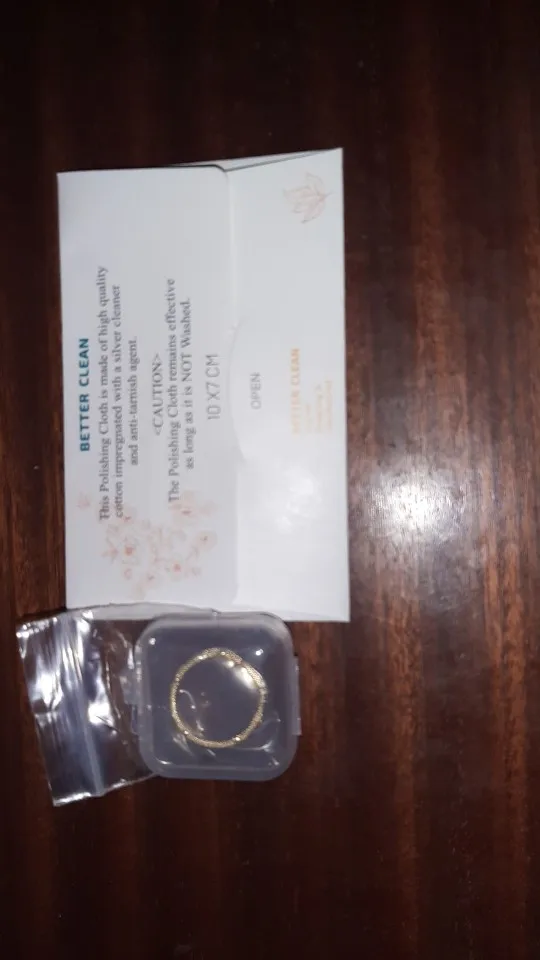 BETTER CLEAN
This Polishing Cloth is made of high quality
cotton impregnated with a silver cleaner
and anti-tarnish agent.
<CAUTION>
The Polishing Cloth remains effective
as long as it is NOT Washed.
10 X7 CM
OPEN
BETTER CLEAN